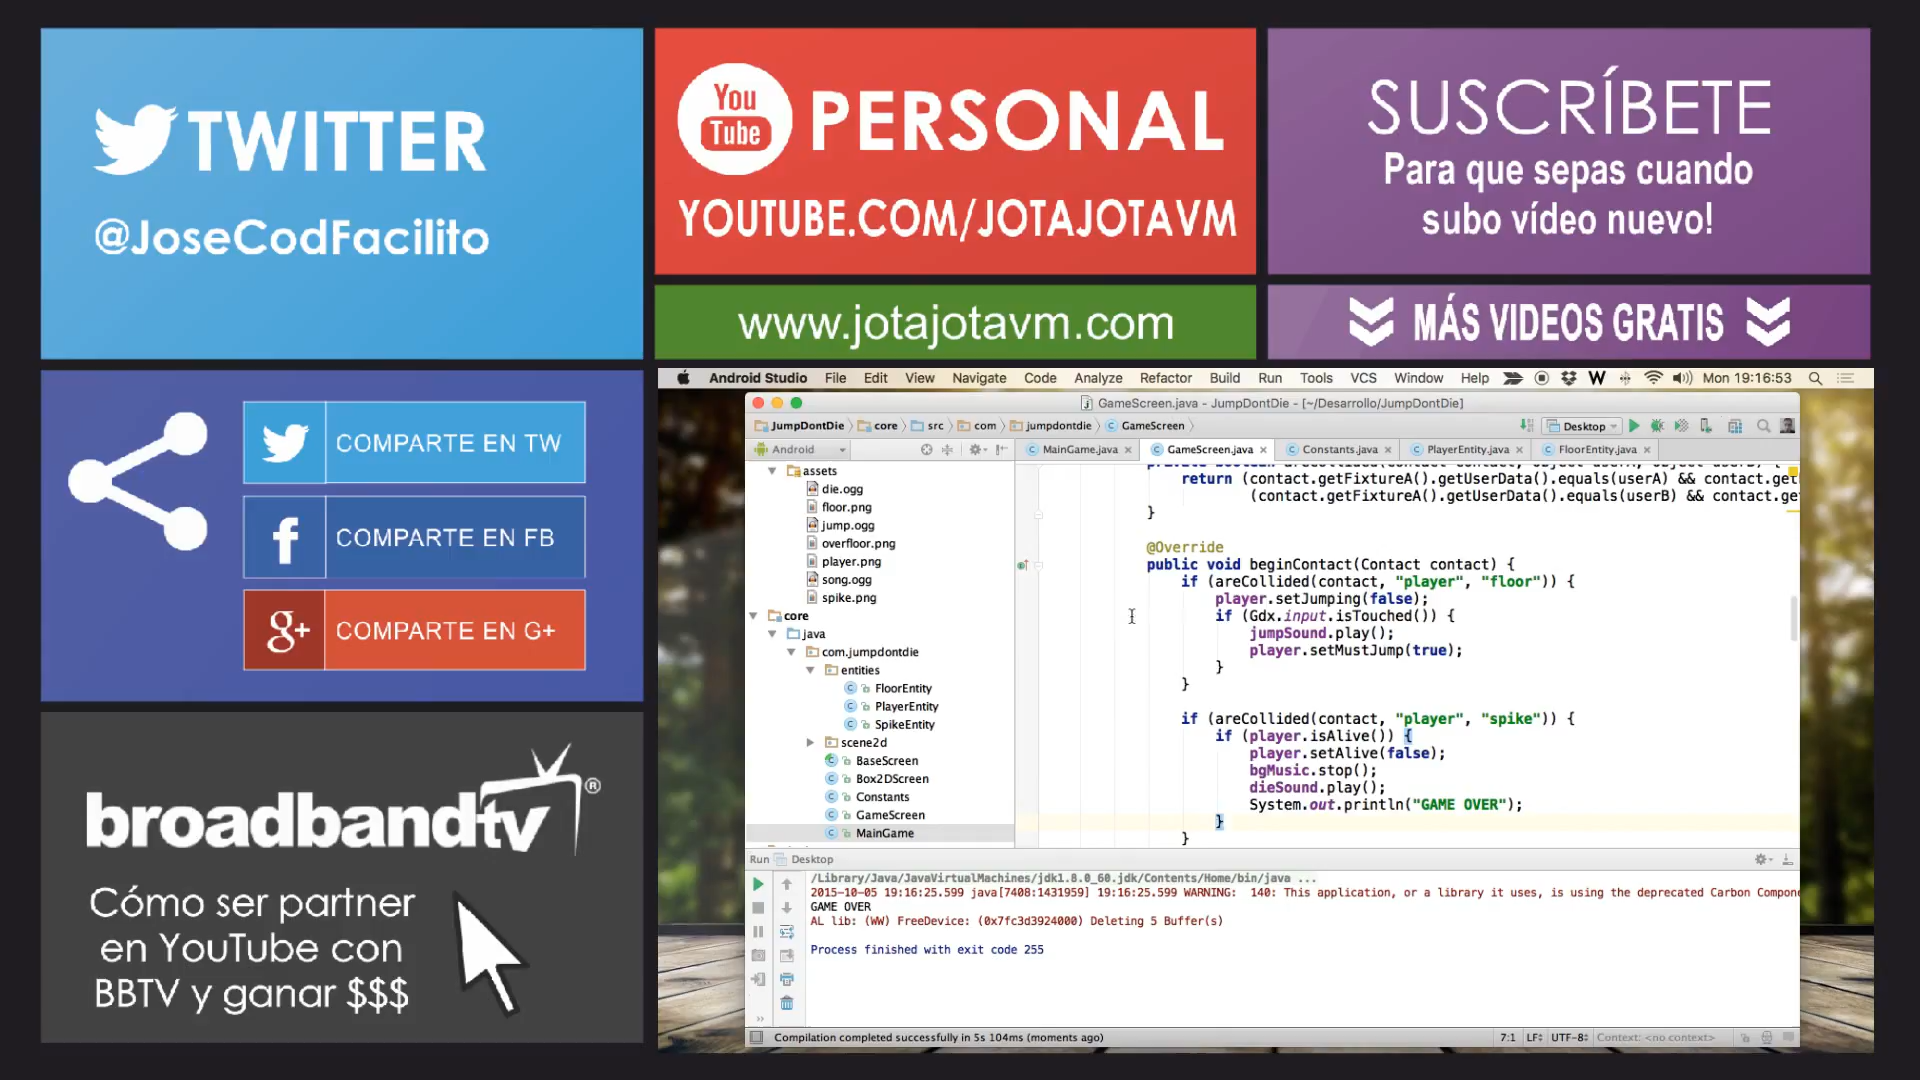 TWITTER
@JoseCodFacilito
You
Tube
PERSONAL
YOUTUBE.COM/JOTAJOTAVM
www.jotajotavm.com
SUSCRÍBETE
Para que sepas cuando
subo vídeo nuevo!
MÁS VIDEOS GRATIS
COMPARTE EN TW
f COMPARTE EN FB
g+ COMPARTE EN G+
broadbandtv®
Cómo ser partner
en YouTube con
BBTV y ganar $$$
Android Studio File Edit View Navigate Code Analyze Refactor Build Run Tools VCS Window Help W Mon 19:16:53
GameScreen.java - JumpDontDie - [~/Desarrollo/JumpDontDie]
JumpDontDie core src com jumpdontdie GameScreen Desktop
Android MainGame.java GameScreen.java Constants.java PlayerEntity.java FloorEntity.java
assets
die.ogg
floor.png
jump.ogg
overfloor.png
player.png
song.ogg
spike.png
core
java
com.jumpdontdie
entities
FloorEntity
PlayerEntity
SpikeEntity
scene2d
BaseScreen
Box2DScreen
Constants
GameScreen
MainGame
return (contact.getFixtureA().getUserData().equals(userA) && contact.get
(contact.getFixtureA().getUserData().equals(userB) && contact.get
}
@Override
public void beginContact(Contact contact) {
if (areCollided(contact, "player", "floor")) {
player.setJumping(false);
if (Gdx.input.isTouched()) {
jumpSound.play();
player.setMustJump(true);
}
}
if (areCollided(contact, "player", "spike")) {
if (player.isAlive()) {
player.setAlive(false);
bgMusic.stop();
dieSound.play();
System.out.println("GAME OVER");
}
}
Run Desktop
/Library/Java/JavaVirtualMachines/jdk1.8.0_60.jdk/Contents/Home/bin/java ...
2015-10-05 19:16:25.599 java[7408:1431959] 19:16:25.599 WARNING: 140: This application, or a library it uses, is using the deprecated Carbon Compone
GAME OVER
AL lib: (WW) FreeDevice: (0x7fc3d3924000) Deleting 5 Buffer(s)
Process finished with exit code 255
Compilation completed successfully in 5s 104ms (moments ago) 7:1 LF UTF-8 Context: <no context>